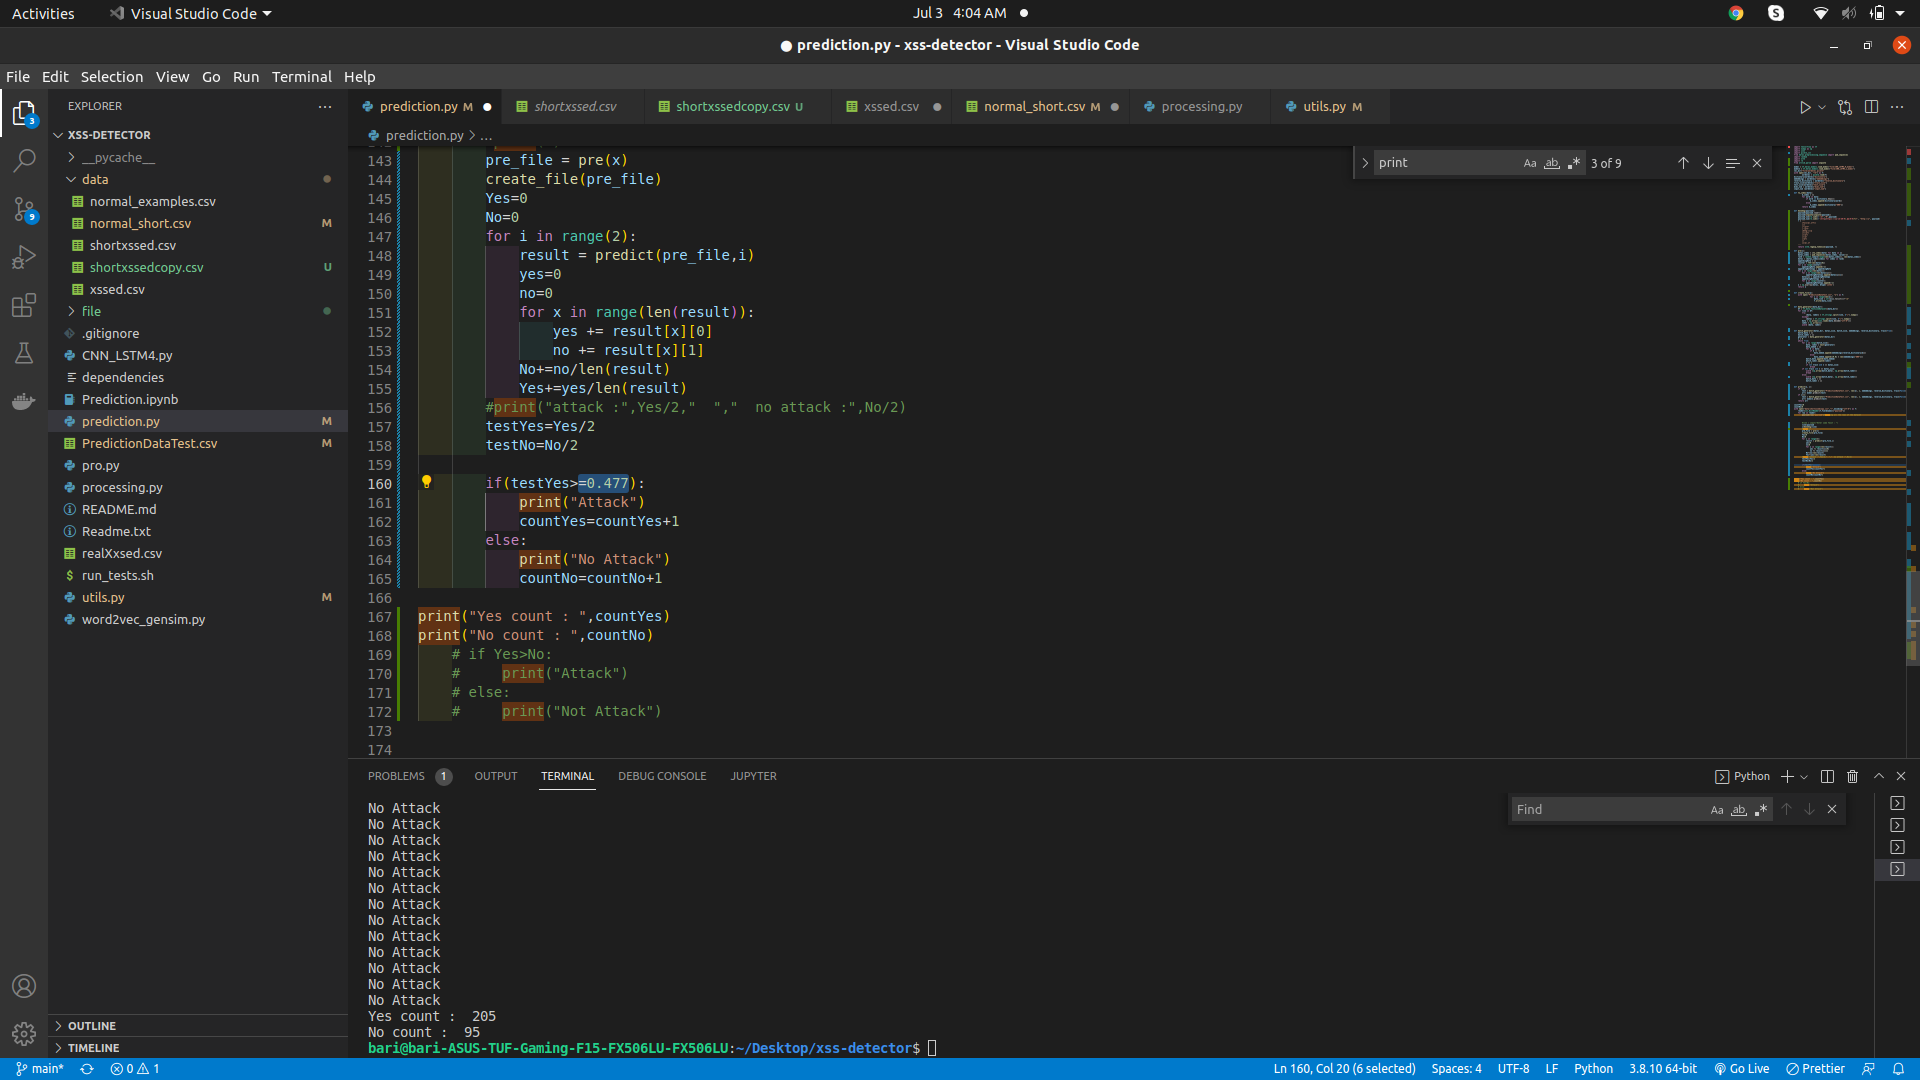 Activities
Visual Studio Code
Jul 3 4:04 AM
● prediction.py - xss-detector - Visual Studio Code
File Edit Selection View Go Run Terminal Help
EXPLORER
XSS-DETECTOR
__pycache__
data
normal_examples.csv
normal_short.csv M
shortxssed.csv
shortxssedcopy.csv U
xssed.csv
file
.gitignore
CNN_LSTM4.py
dependencies
Prediction.ipynb
prediction.py M
PredictionDataTest.csv M
pro.py
processing.py
README.md
Readme.txt
realXxsed.csv
run_tests.sh
utils.py M
word2vec_gensim.py
OUTLINE
TIMELINE
3
9
prediction.py M
shortxssed.csv
shortxssedcopy.csv U
xssed.csv
normal_short.csv M
processing.py
utils.py M
prediction.py > ...
print
Aa ab 3 of 9
143 pre_file = pre(x)
144 create_file(pre_file)
145 Yes=0
146 No=0
147 for i in range(2):
148 result = predict(pre_file,i)
149 yes=0
150 no=0
151 for x in range(len(result)):
152 yes += result[x][0]
153 no += result[x][1]
154 No+=no/len(result)
155 Yes+=yes/len(result)
156 #print("attack :",Yes/2,"  ","  no attack :",No/2)
157 testYes=Yes/2
158 testNo=No/2
159
160 if(testYes>=0.477):
161 print("Attack")
162 countYes=countYes+1
163 else:
164 print("No Attack")
165 countNo=countNo+1
166
167 print("Yes count : ",countYes)
168 print("No count : ",countNo)
169 # if Yes>No:
170 #     print("Attack")
171 # else:
172 #     print("Not Attack")
173
174
PROBLEMS 1 OUTPUT TERMINAL DEBUG CONSOLE JUPYTER
Python
Find
Aa ab
No Attack
No Attack
No Attack
No Attack
No Attack
No Attack
No Attack
No Attack
No Attack
No Attack
No Attack
No Attack
No Attack
Yes count :  205
No count :  95
bari@bari-ASUS-TUF-Gaming-F15-FX506LU-FX506LU:~/Desktop/xss-detector$
main* 0 1
Ln 160, Col 20 (6 selected) Spaces: 4 UTF-8 LF Python 3.8.10 64-bit Go Live Prettier